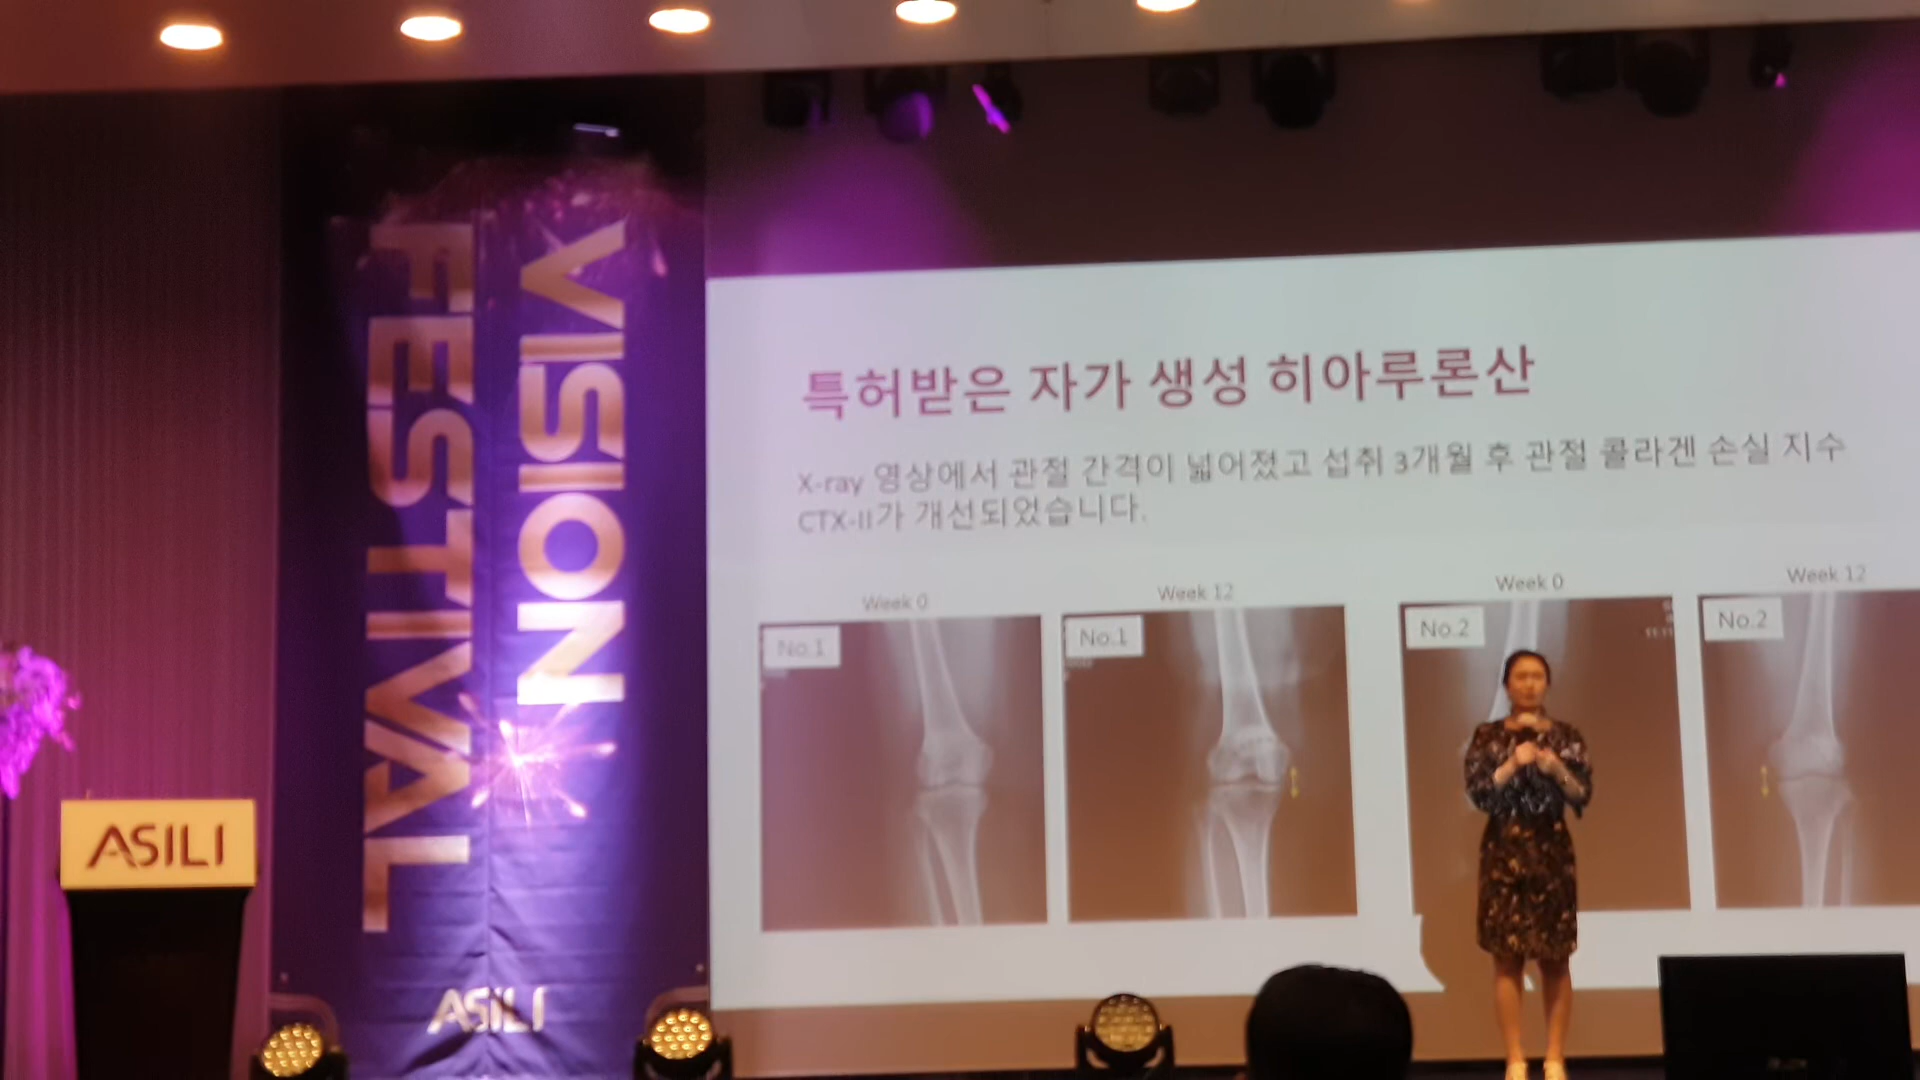 VISION
FESTIVAL
ASILI
ASILI
특허받은 자가 생성 히아루론산
X-ray 영상에서 관절 간격이 넓어졌고 섭취 3개월 후 관절 콜라겐 손실 지수
CTX-II가 개선되었습니다.
Week 0
Week 12
Week 0
Week 12
No.1
No.1
No.2
No.2